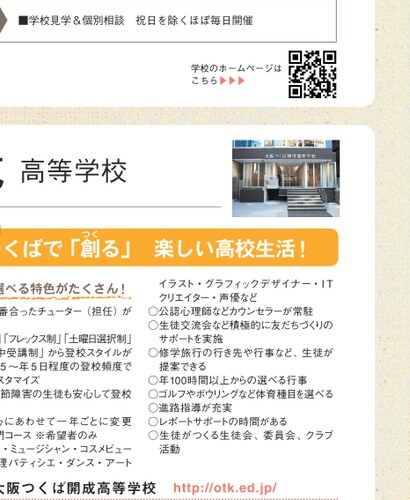 ■学校見学＆個別相談　祝日を除くほぼ毎日開催
学校のホームページは
こちら▶▶▶
高等学校
大阪つくば開成高等学校
くばで「創る」　楽しい高校生活！
つく
選べる特色がたくさん！
番合ったチューター（担任）が
「フレックス制」「土曜日選択制」
中受講制」から登校スタイルが
5～年5日程度の登校頻度で
スタマイズ
節障害の生徒も安心して登校
心にあわせて一年ごとに変更
門コース ※希望者のみ
・ミュージシャン・コスメビュー
理パティシエ・ダンス・アート
イラスト・グラフィックデザイナー・IT
クリエイター・声優など
○公認心理師などカウンセラーが常駐
○生徒交流会など積極的に友だちづくりの
サポートを実施
○修学旅行の行き先や行事など、生徒が
提案できる
○年100時間以上からの選べる行事
○ゴルフやボウリングなど体育種目を選べる
○進路指導が充実
○レポートサポートの時間がある
○生徒がつくる生徒会、委員会、クラブ
活動
大阪つくば開成高等学校　http://otk.ed.jp/